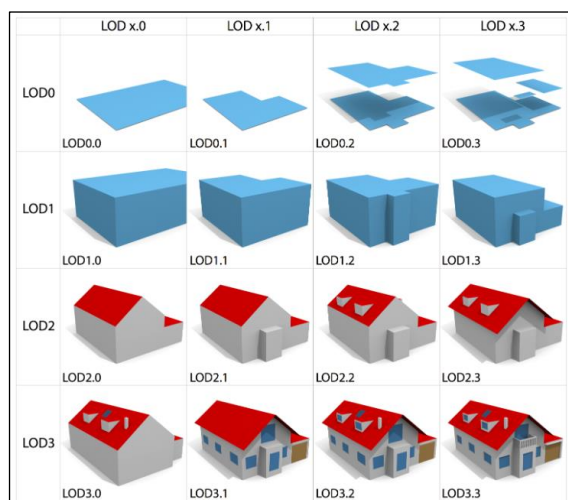 LOD x.0 LOD x.1 LOD x.2 LOD x.3
LOD0
LOD0.0 LOD0.1 LOD0.2 LOD0.3
LOD1
LOD1.0 LOD1.1 LOD1.2 LOD1.3
LOD2
LOD2.0 LOD2.1 LOD2.2 LOD2.3
LOD3
LOD3.0 LOD3.1 LOD3.2 LOD3.3